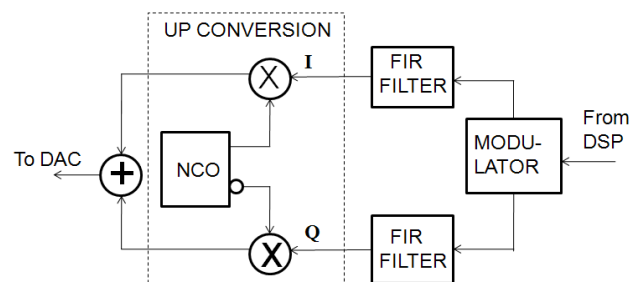 UP CONVERSION
I
FIR
FILTER
X
From
DSP
MODU-
LATOR
To DAC
+
NCO
Q
X
FIR
FILTER